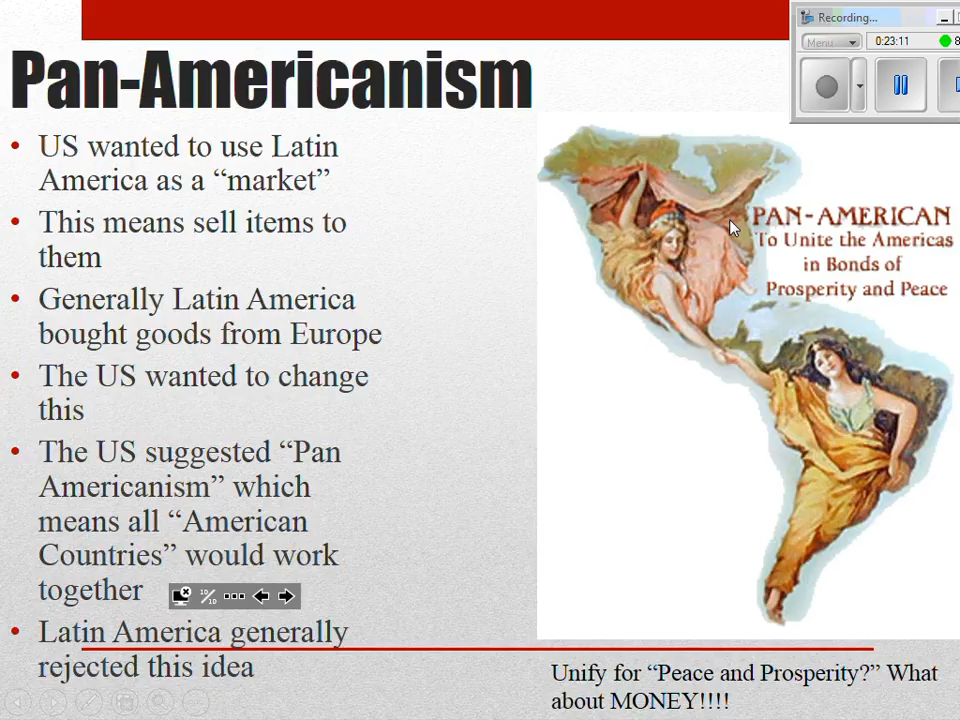 Recording...
Menu
0:23:11
8
Pan-Americanism
• US wanted to use Latin
America as a “market”
• This means sell items to
them
• Generally Latin America
bought goods from Europe
• The US wanted to change
this
• The US suggested “Pan
Americanism” which
means all “American
Countries” would work
together
• Latin America generally
rejected this idea
PAN-AMERICAN
To Unite the Americas
in Bonds of
Prosperity and Peace
Unify for “Peace and Prosperity?” What
about MONEY!!!!